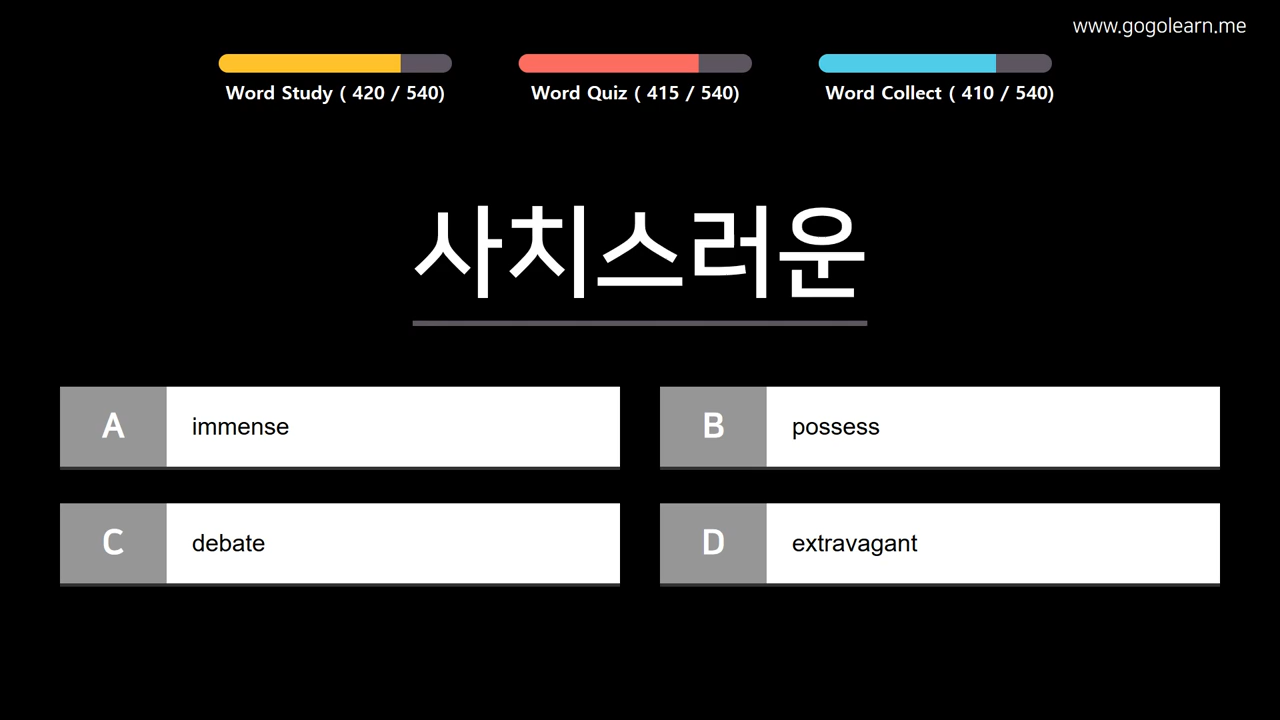 www.gogolearn.me
Word Study ( 420 / 540)
Word Quiz ( 415 / 540)
Word Collect ( 410 / 540)
사치스러운
A immense
B possess
C debate
D extravagant